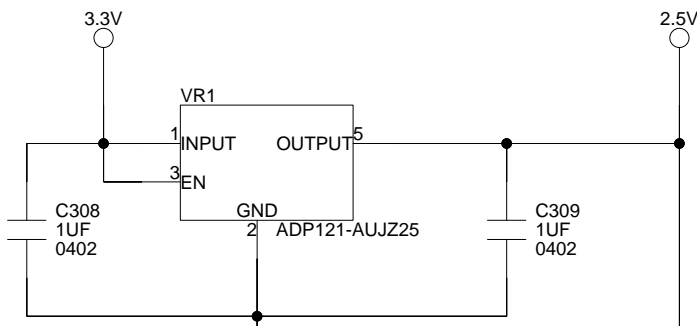 3.3V
2.5V
VR1
1 INPUT OUTPUT 5
3 EN
GND
2 ADP121-AUJZ25
C308
1UF
0402
C309
1UF
0402